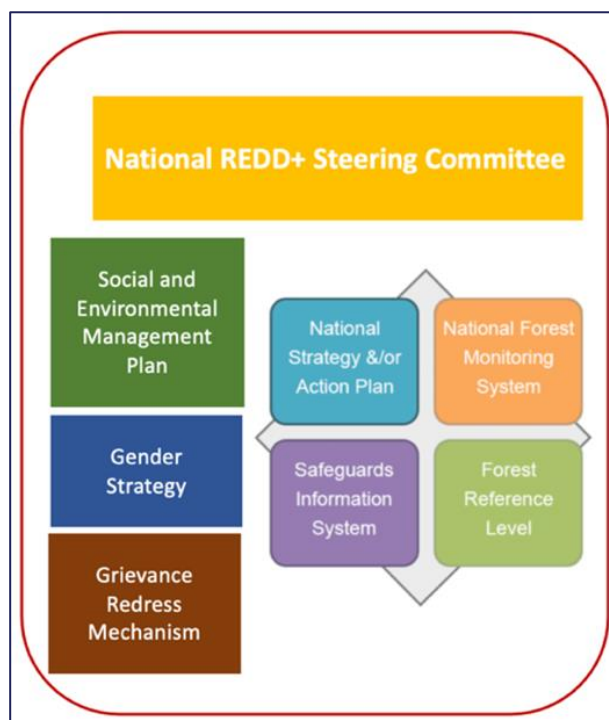 National REDD+ Steering Committee
Social and
Environmental
Management
Plan
Gender
Strategy
Grievance
Redress
Mechanism
National
Strategy &/or
Action Plan
National Forest
Monitoring
System
Safeguards
Information
System
Forest
Reference
Level